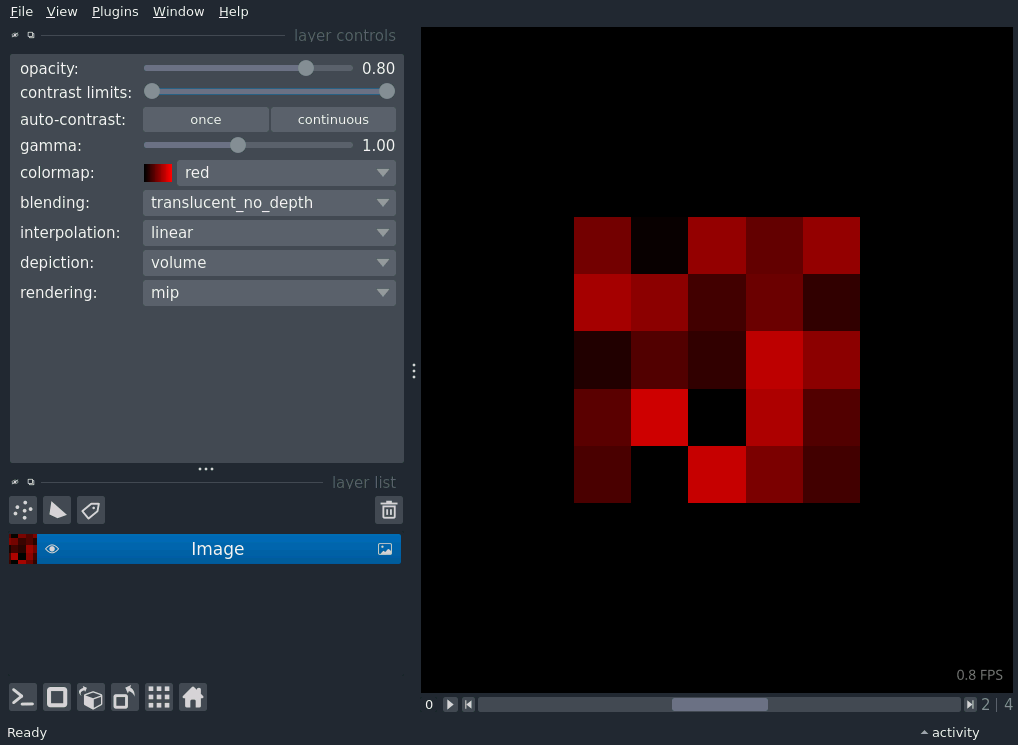 File View Plugins Window Help
layer controls
opacity: 0.80
contrast limits:
auto-contrast: once continuous
gamma: 1.00
colormap: red
blending: translucent_no_depth
interpolation: linear
depiction: volume
rendering: mip
layer list
Image
0.8 FPS
0 2 | 4
Ready activity